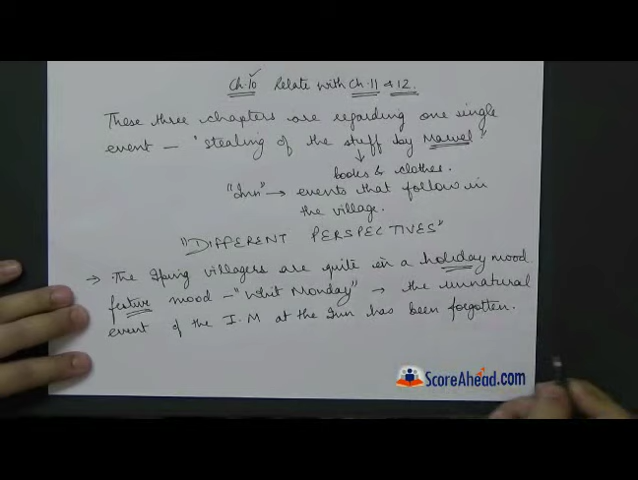 Ch.10 Relate with Ch.11 & 12.
These three chapters are regarding one single
event - 'stealing of the stuff by Marvel"
books & clothes.
"Inn" → events that follow in
the village.
"DIFFERENT PERSPECTIVES"
→ The Iping villagers are quite in a holiday mood
festive mood - "Whit Monday" → the unnatural
event of the I.M at the Inn has been forgotten.
ScoreAhead.com